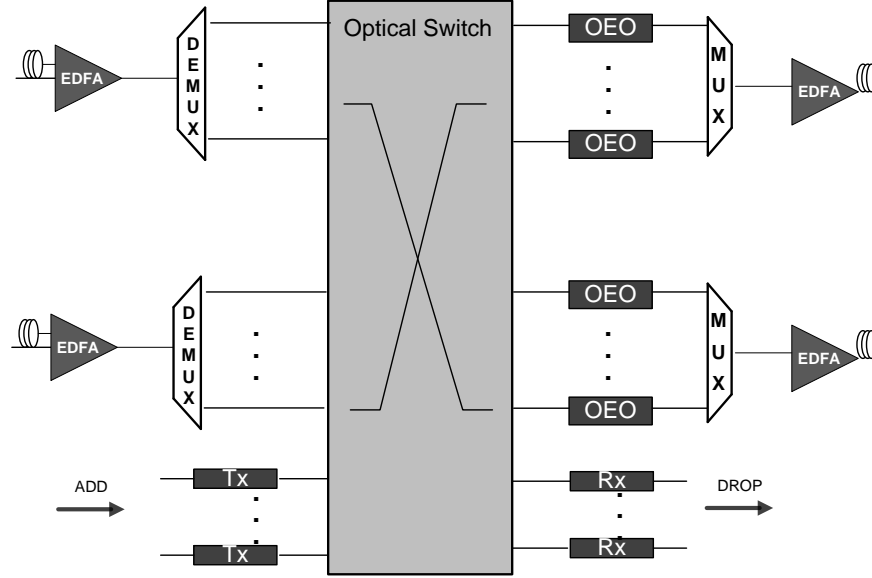 Optical Switch
EDFA
DEMUX
OEO
OEO
MUX
EDFA
EDFA
DEMUX
OEO
OEO
MUX
EDFA
ADD
Tx
Tx
Rx
Rx
DROP